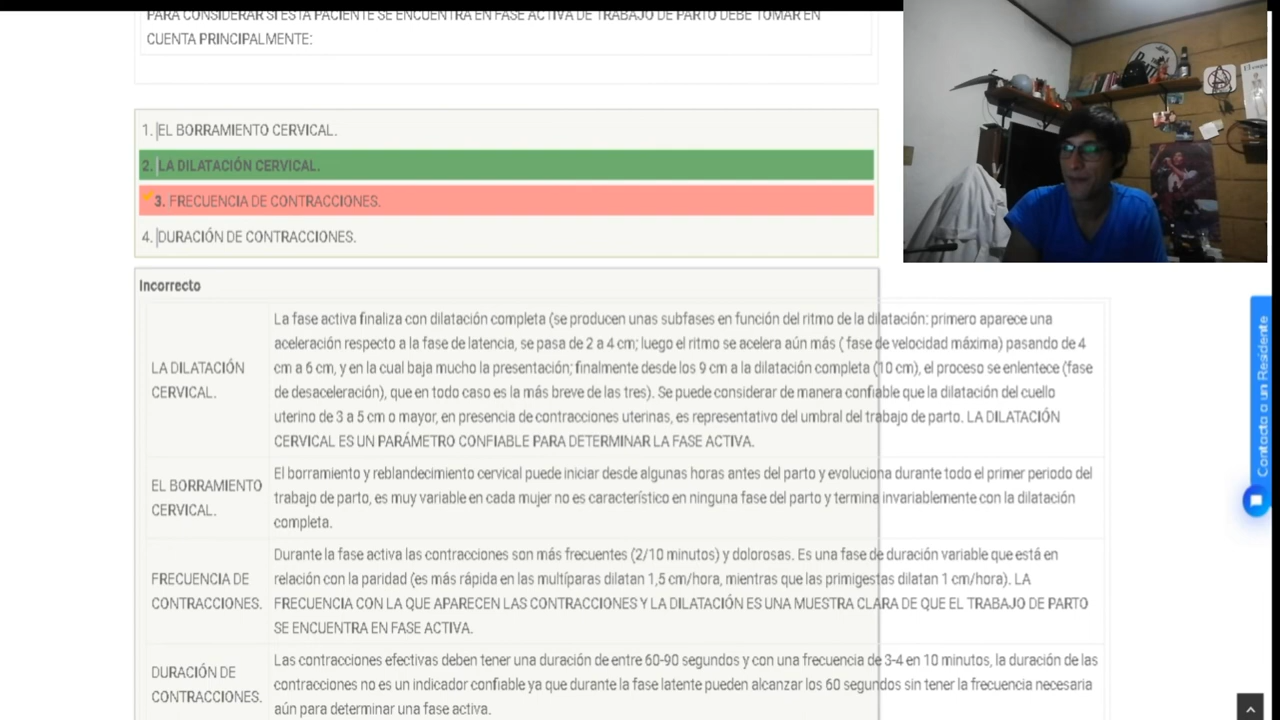 PARA CONSIDERAR SI ESTA PACIENTE SE ENCUENTRA EN FASE ACTIVA DE TRABAJO DE PARTO DEBE TOMAR EN
CUENTA PRINCIPALMENTE:
1. EL BORRAMIENTO CERVICAL.
2. LA DILATACIÓN CERVICAL.
3. FRECUENCIA DE CONTRACCIONES.
4. DURACIÓN DE CONTRACCIONES.
Incorrecto
LA DILATACIÓN
CERVICAL.
La fase activa finaliza con dilatación completa (se producen unas subfases en función del ritmo de la dilatación: primero aparece una
aceleración respecto a la fase de latencia, se pasa de 2 a 4 cm; luego el ritmo se acelera aún más ( fase de velocidad máxima) pasando de 4
cm a 6 cm, y en la cual baja mucho la presentación; finalmente desde los 9 cm a la dilatación completa (10 cm), el proceso se enlentece (fase
de desaceleración), que en todo caso es la más breve de las tres). Se puede considerar de manera confiable que la dilatación del cuello
uterino de 3 a 5 cm o mayor, en presencia de contracciones uterinas, es representativo del umbral del trabajo de parto. LA DILATACIÓN
CERVICAL ES UN PARÁMETRO CONFIABLE PARA DETERMINAR LA FASE ACTIVA.
EL BORRAMIENTO
CERVICAL.
El borramiento y reblandecimiento cervical puede iniciar desde algunas horas antes del parto y evoluciona durante todo el primer periodo del
trabajo de parto, es muy variable en cada mujer no es característico en ninguna fase del parto y termina invariablemente con la dilatación
completa.
FRECUENCIA DE
CONTRACCIONES.
Durante la fase activa las contracciones son más frecuentes (2/10 minutos) y dolorosas. Es una fase de duración variable que está en
relación con la paridad (es más rápida en las multíparas dilatan 1,5 cm/hora, mientras que las primigestas dilatan 1 cm/hora). LA
FRECUENCIA CON LA QUE APARECEN LAS CONTRACCIONES Y LA DILATACIÓN ES UNA MUESTRA CLARA DE QUE EL TRABAJO DE PARTO
SE ENCUENTRA EN FASE ACTIVA.
DURACIÓN DE
CONTRACCIONES.
Las contracciones efectivas deben tener una duración de entre 60-90 segundos y con una frecuencia de 3-4 en 10 minutos, la duración de las
contracciones no es un indicador confiable ya que durante la fase latente pueden alcanzar los 60 segundos sin tener la frecuencia necesaria
aún para determinar una fase activa.
Contacta a un Residente